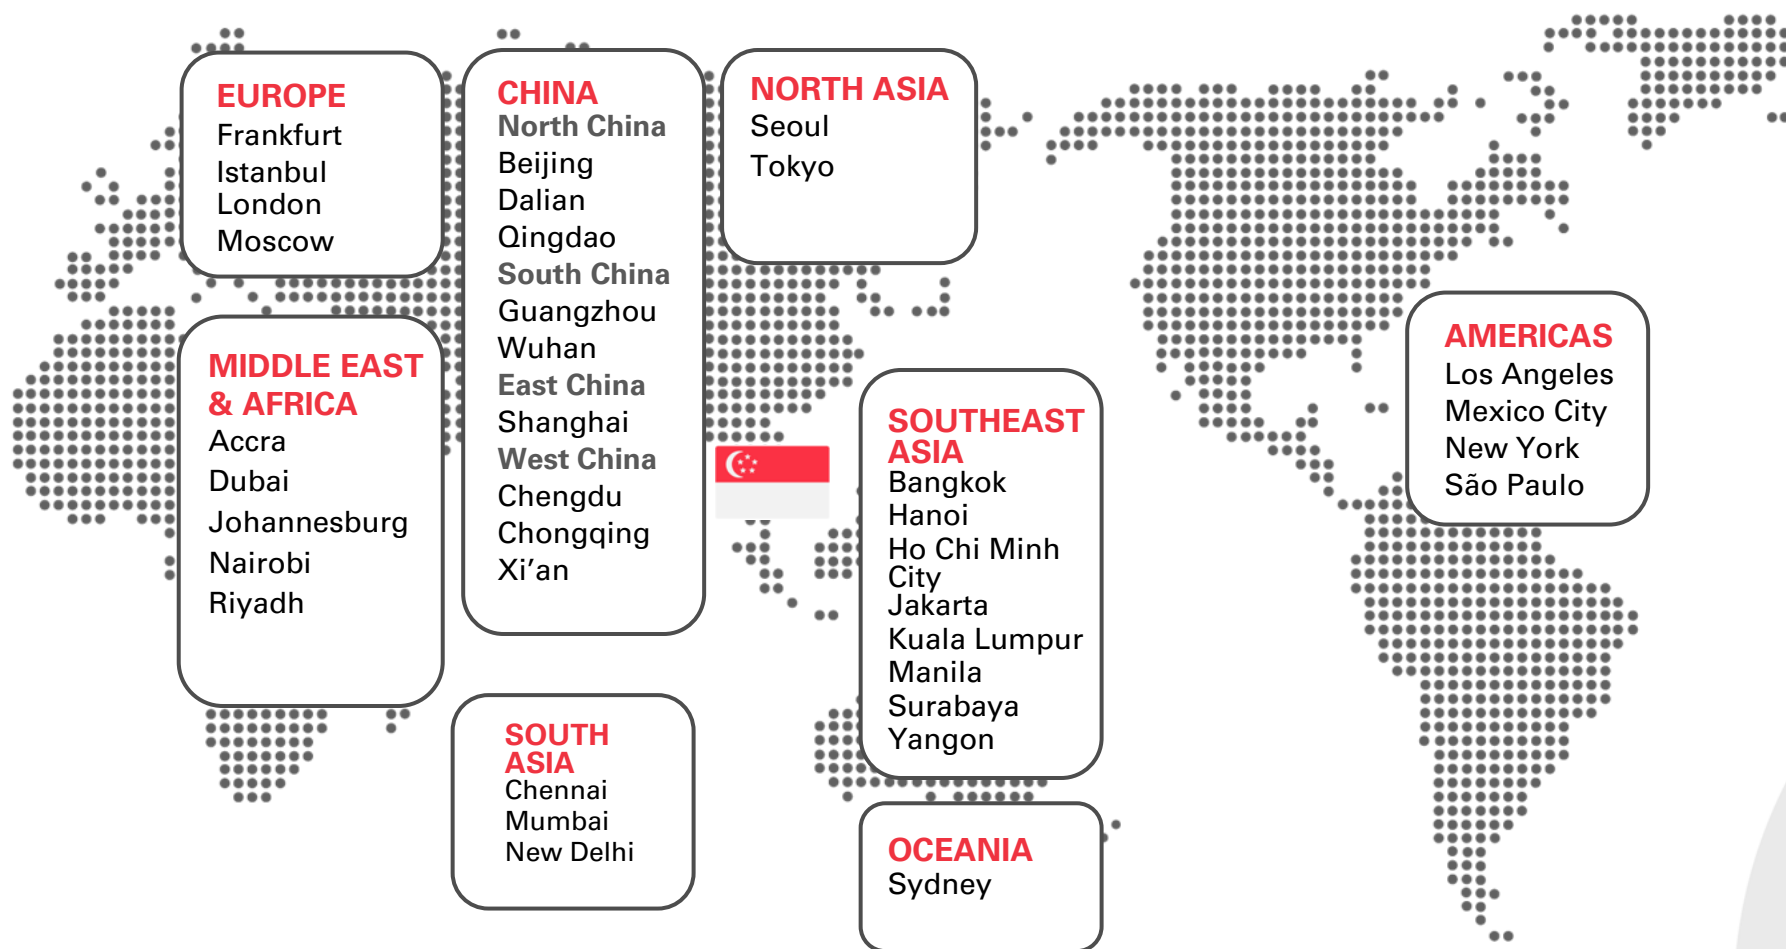 EUROPE
Frankfurt
Istanbul
London
Moscow
CHINA
North China
Beijing
Dalian
Qingdao
South China
Guangzhou
Wuhan
East China
Shanghai
West China
Chengdu
Chongqing
Xi’an
NORTH ASIA
Seoul
Tokyo
MIDDLE EAST
& AFRICA
Accra
Dubai
Johannesburg
Nairobi
Riyadh
SOUTHEAST
ASIA
Bangkok
Hanoi
Ho Chi Minh
City
Jakarta
Kuala Lumpur
Manila
Surabaya
Yangon
AMERICAS
Los Angeles
Mexico City
New York
São Paulo
SOUTH
ASIA
Chennai
Mumbai
New Delhi
OCEANIA
Sydney